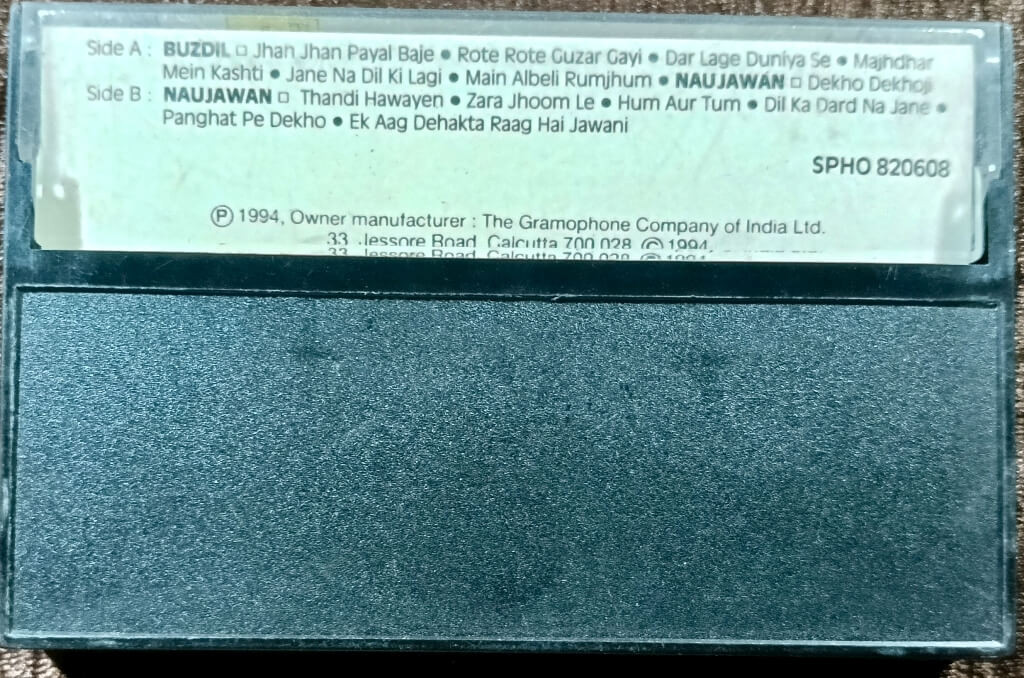 Side A : BUZDIL □ Jhan Jhan Payal Baje ● Rote Rote Guzar Gayi ● Dar Lage Duniya Se ● Majhdhar
Mein Kashti ● Jane Na Dil Ki Lagi ● Main Albeli Rumjhum ● NAUJAWAN □ Dekho Dekhoji
Side B : NAUJAWAN □ Thandi Hawayen ● Zara Jhoom Le ● Hum Aur Tum ● Dil Ka Dard Na Jane ●
Panghat Pe Dekho ● Ek Aag Dehakta Raag Hai Jawani
SPHO 820608
Ⓟ 1994, Owner manufacturer : The Gramophone Company of India Ltd.
33, Jessore Road, Calcutta 700 028 © 1994,